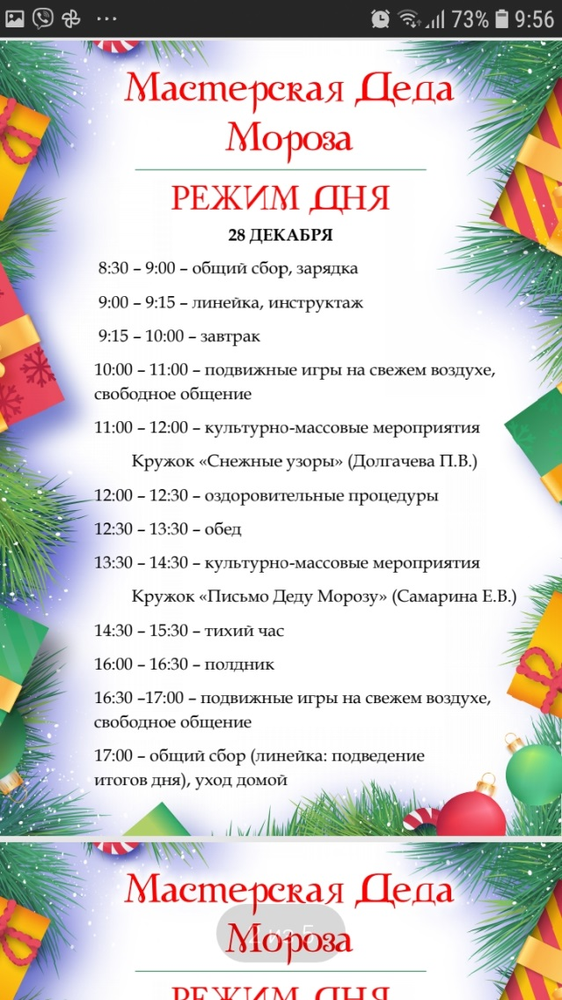 73% 9:56
Мастерская Деда
Мороза
РЕЖИМ ДНЯ
28 ДЕКАБРЯ
8:30 – 9:00 – общий сбор, зарядка
9:00 – 9:15 – линейка, инструктаж
9:15 – 10:00 – завтрак
10:00 – 11:00 – подвижные игры на свежем воздухе,
свободное общение
11:00 – 12:00 – культурно-массовые мероприятия
Кружок «Снежные узоры» (Долгачева П.В.)
12:00 – 12:30 – оздоровительные процедуры
12:30 – 13:30 – обед
13:30 – 14:30 – культурно-массовые мероприятия
Кружок «Письмо Деду Морозу» (Самарина Е.В.)
14:30 – 15:30 – тихий час
16:00 – 16:30 – полдник
16:30 –17:00 – подвижные игры на свежем воздухе,
свободное общение
17:00 – общий сбор (линейка: подведение
итогов дня), уход домой
Мастерская Деда
Мороза
2 из 5
РЕЖИМ ДНЯ